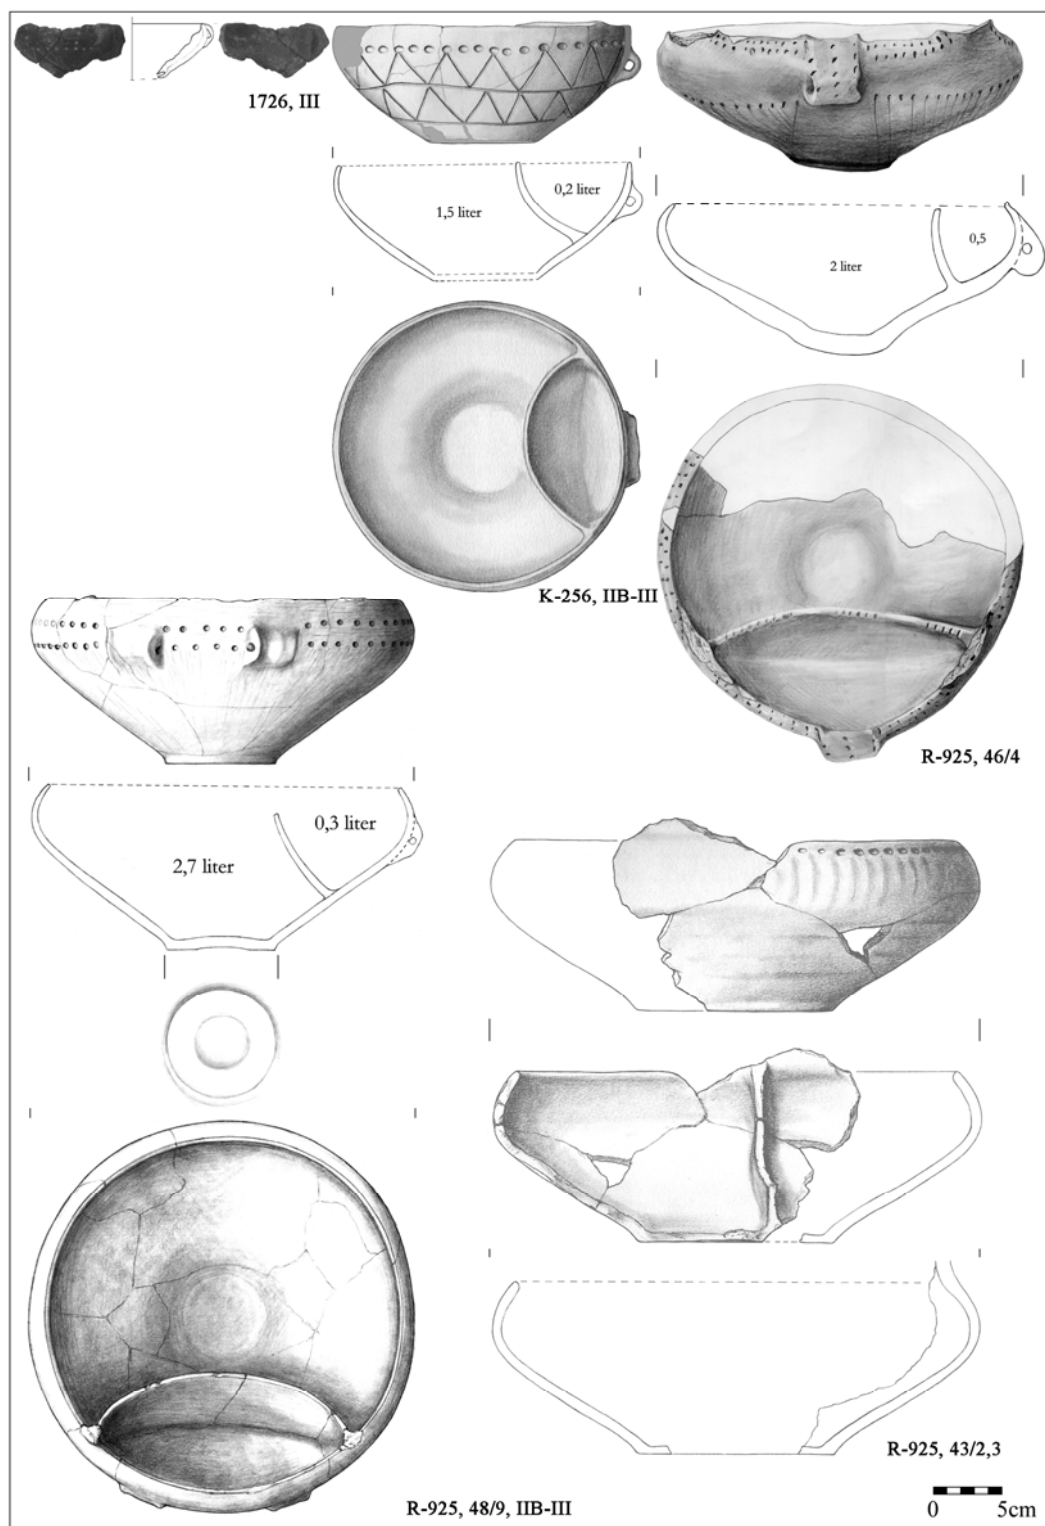 1726, III
1,5 liter
0,2 liter
2 liter
0,5
K-256, IIB-III
R-925, 46/4
2,7 liter
0,3 liter
R-925, 43/2,3
R-925, 48/9, IIB-III
0 5cm